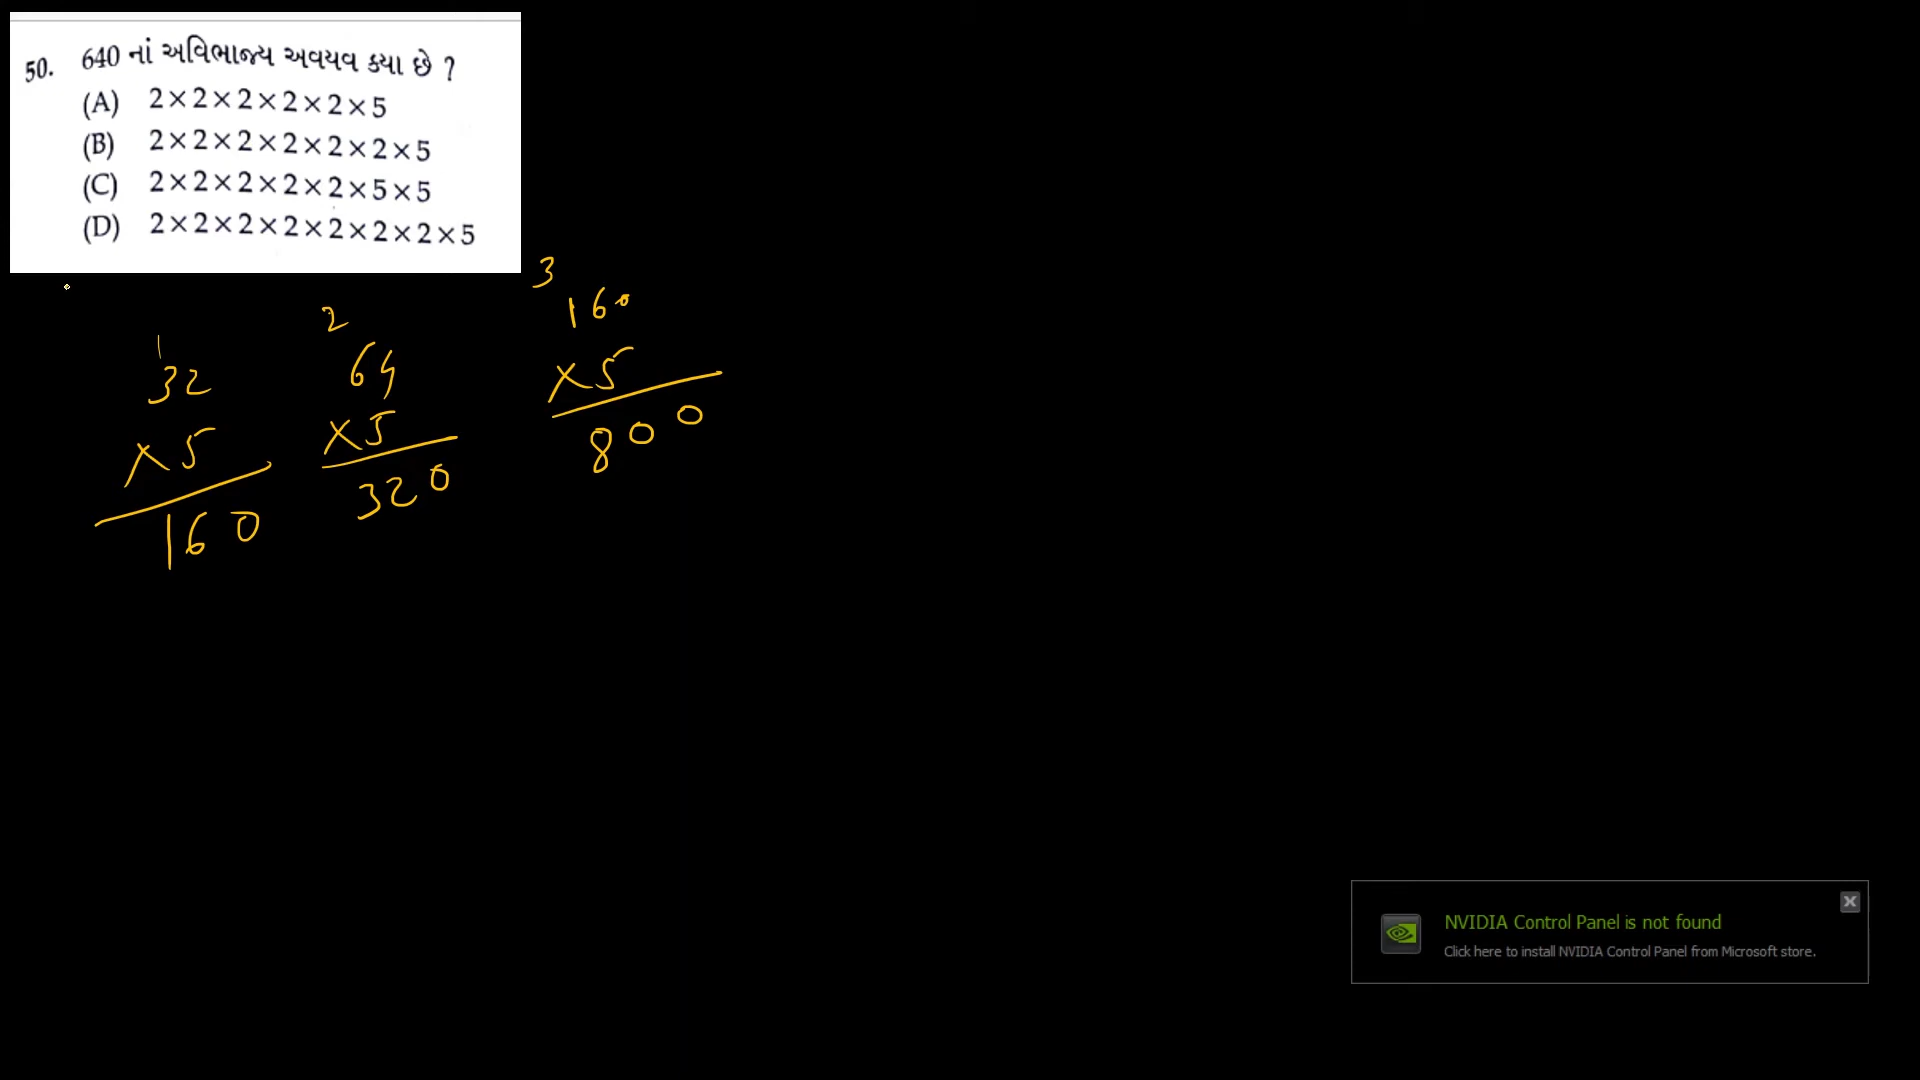 50. 640 નાં અવિભાજ્ય અવયવ ક્યા છે ?
(A) 2×2×2×2×2×5
(B) 2×2×2×2×2×2×5
(C) 2×2×2×2×2×5×5
(D) 2×2×2×2×2×2×2×5
1
32
×5
160
2
64
×5
320
3
160
×5
800
NVIDIA Control Panel is not found
Click here to install NVIDIA Control Panel from Microsoft store.